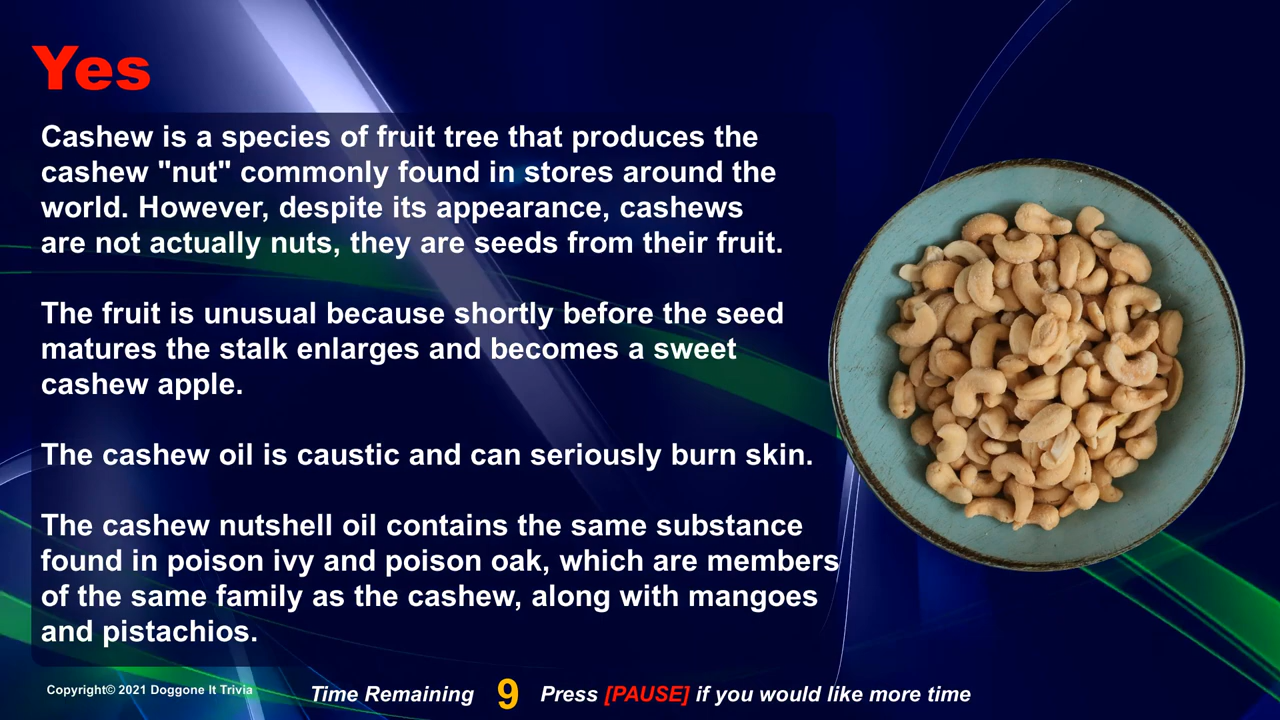 Yes
Cashew is a species of fruit tree that produces the
cashew "nut" commonly found in stores around the
world. However, despite its appearance, cashews
are not actually nuts, they are seeds from their fruit.
The fruit is unusual because shortly before the seed
matures the stalk enlarges and becomes a sweet
cashew apple.
The cashew oil is caustic and can seriously burn skin.
The cashew nutshell oil contains the same substance
found in poison ivy and poison oak, which are members
of the same family as the cashew, along with mangoes
and pistachios.
Copyright© 2021 Doggone It Trivia
Time Remaining 9 Press [PAUSE] if you would like more time